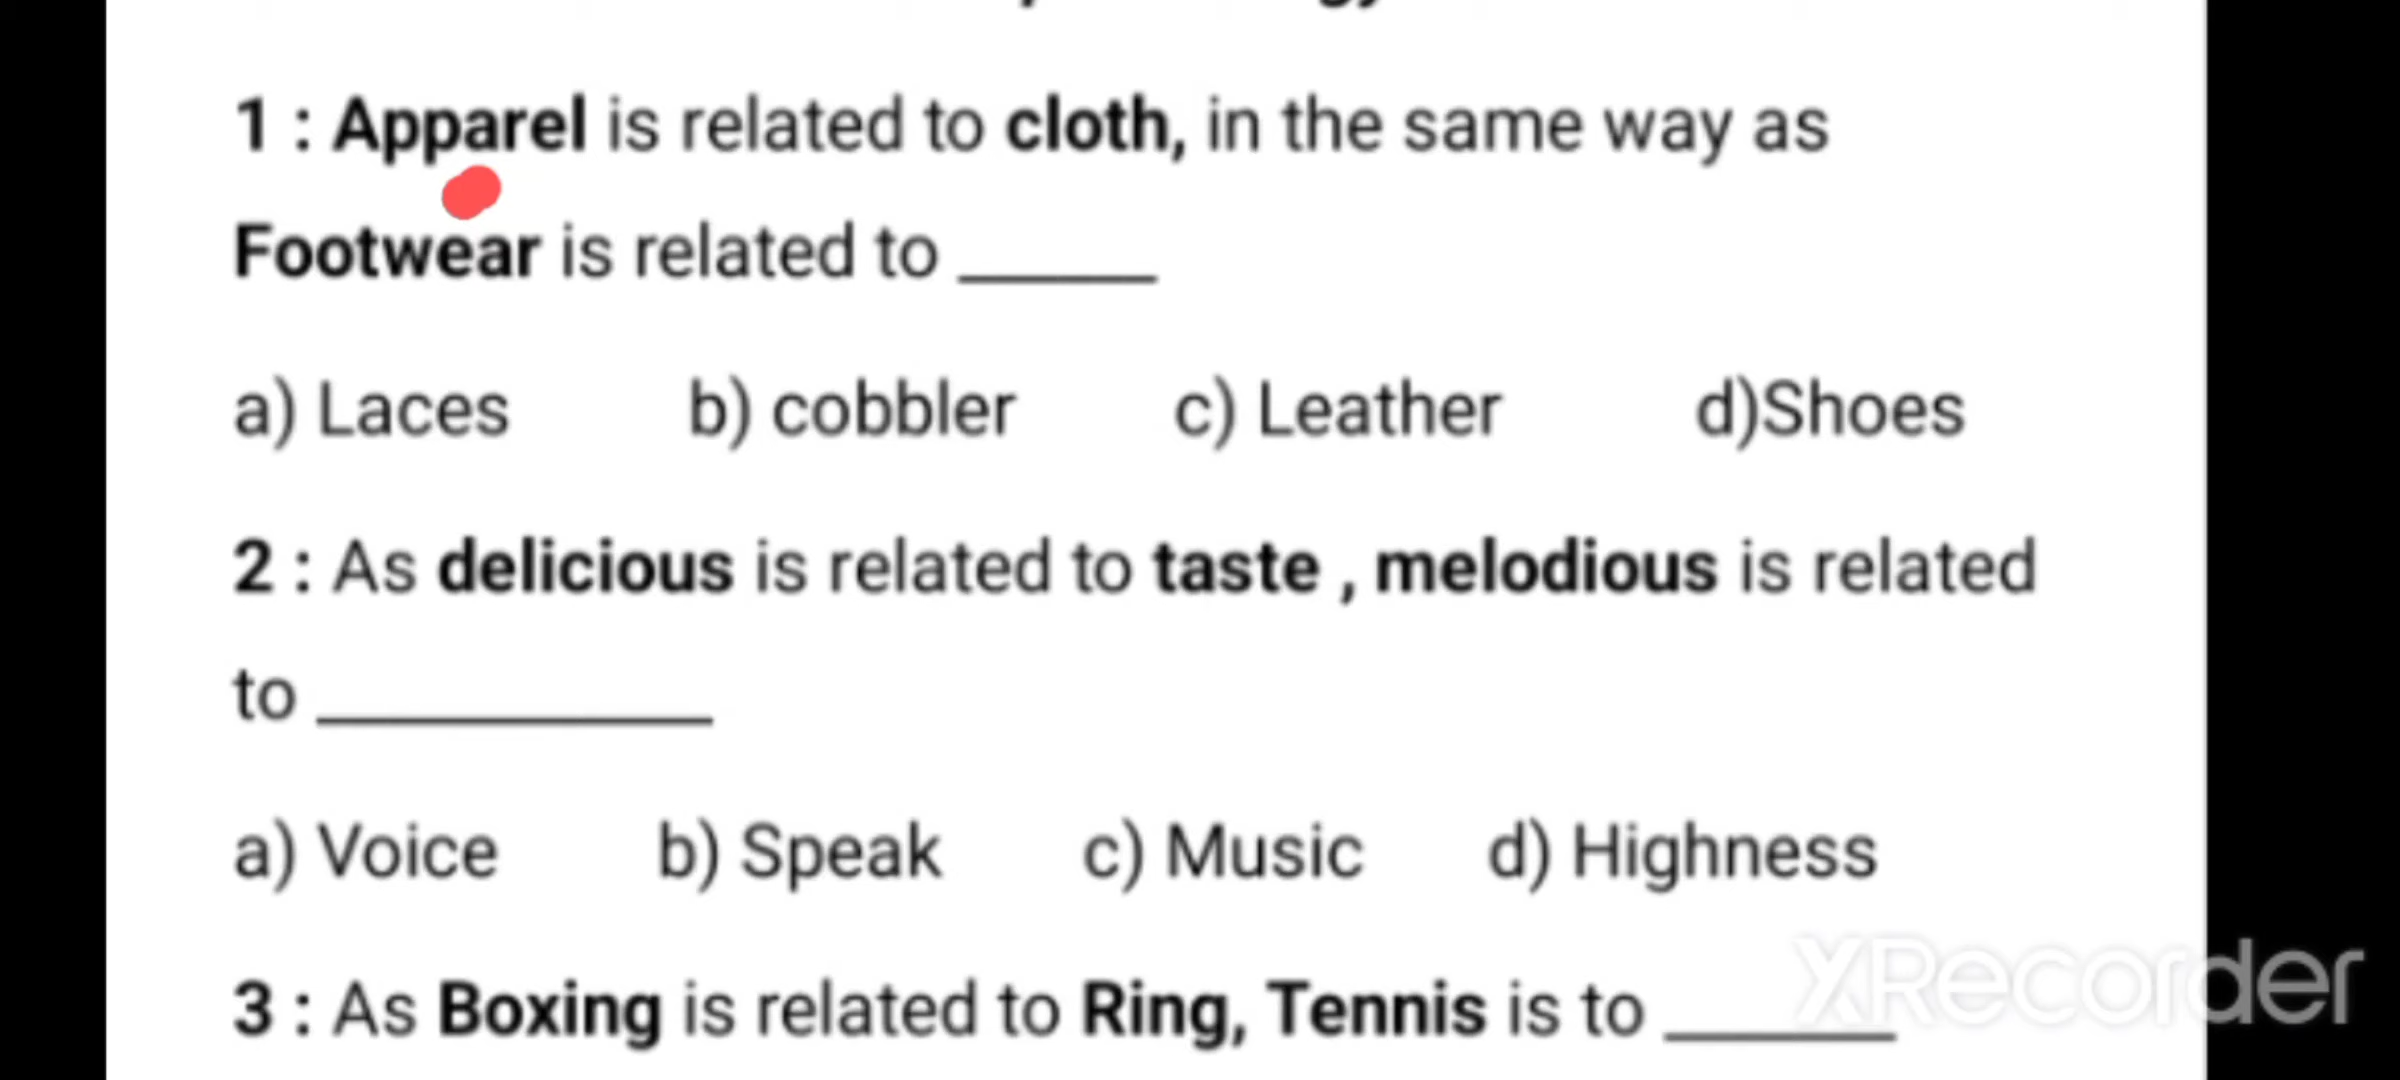 1 : Apparel is related to cloth, in the same way as
Footwear is related to ______
a) Laces b) cobbler c) Leather d)Shoes
2 : As delicious is related to taste , melodious is related
to ____________
a) Voice b) Speak c) Music d) Highness
3 : As Boxing is related to Ring, Tennis is to _______
XRecorder